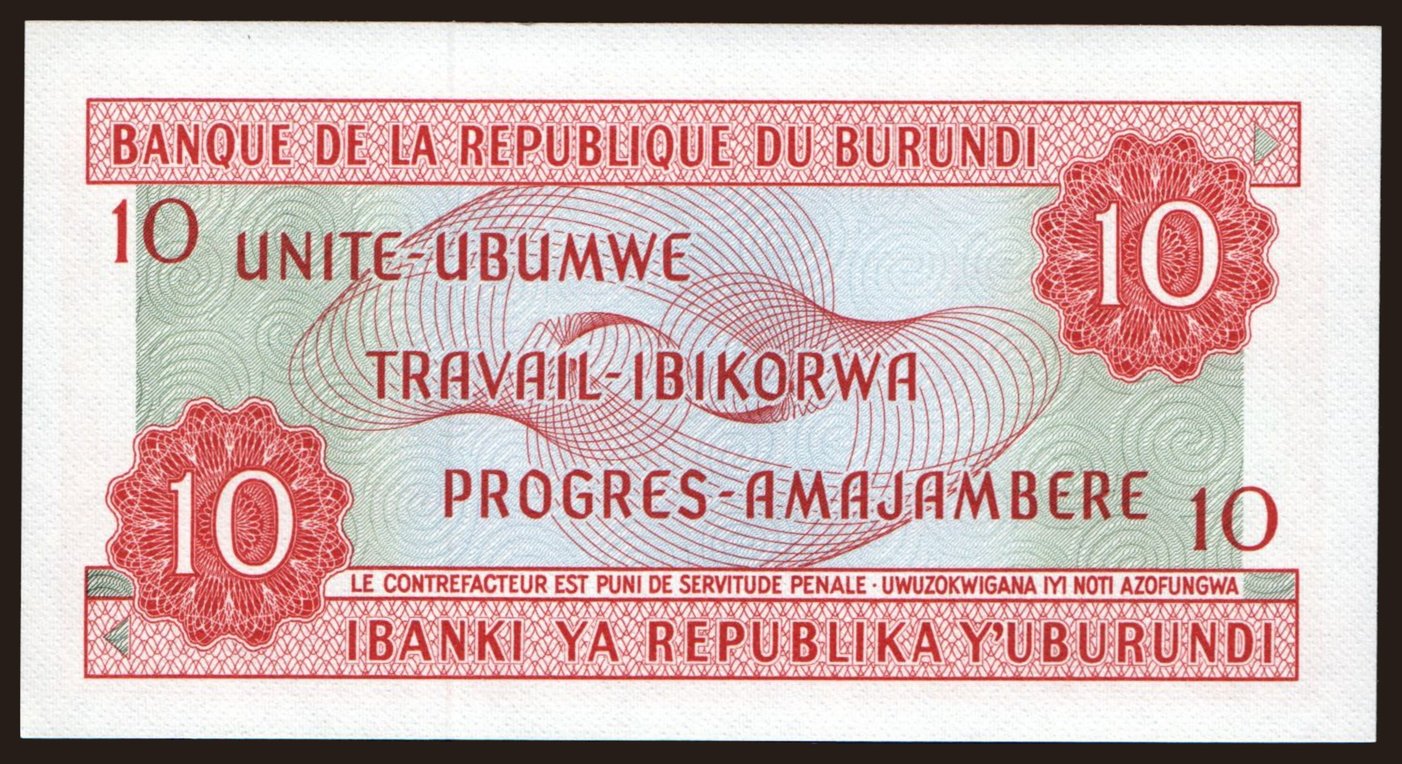 BANQUE DE LA REPUBLIQUE DU BURUNDI
10
10
UNITE-UBUMWE
TRAVAIL-IBIKORWA
PROGRES-AMAJAMBERE
10
10
LE CONTREFACTEUR EST PUNI DE SERVITUDE PENALE · UWUZOKWIGANA IYI NOTI AZOFUNGWA
IBANKI YA REPUBLIKA Y'UBURUNDI